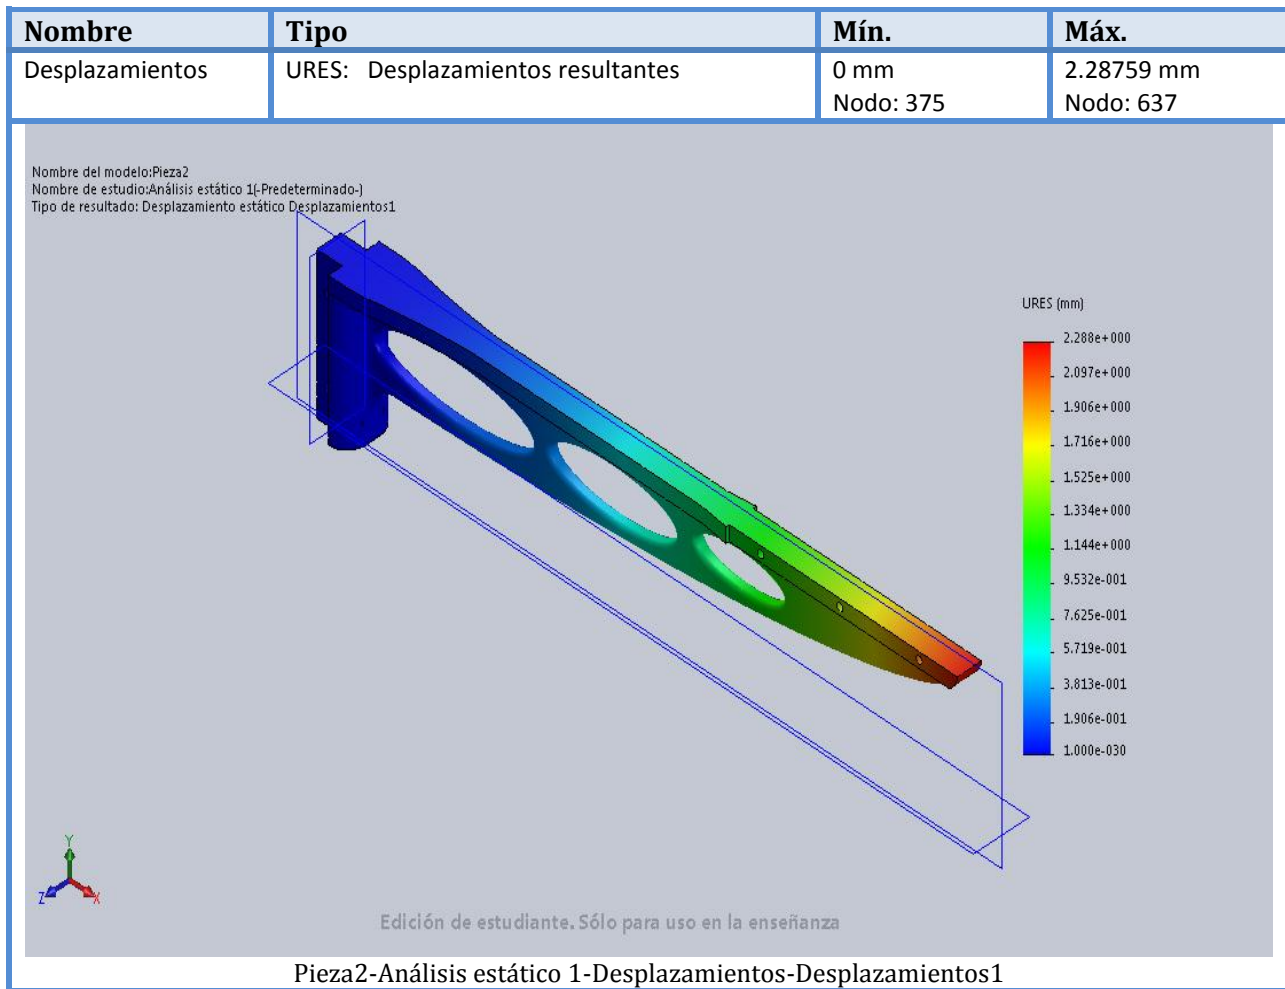 Nombre Tipo Mín. Máx.
Desplazamientos URES: Desplazamientos resultantes 0 mm 2.28759 mm
Nodo: 375 Nodo: 637
Nombre del modelo:Pieza2
Nombre de estudio:Análisis estático 1(-Predeterminado-)
Tipo de resultado: Desplazamiento estático Desplazamientos1
URES (mm)
2.288e+000
2.097e+000
1.906e+000
1.716e+000
1.525e+000
1.334e+000
1.144e+000
9.532e-001
7.625e-001
5.719e-001
3.813e-001
1.906e-001
1.000e-030
Y
Z X
Edición de estudiante. Sólo para uso en la enseñanza
Pieza2-Análisis estático 1-Desplazamientos-Desplazamientos1